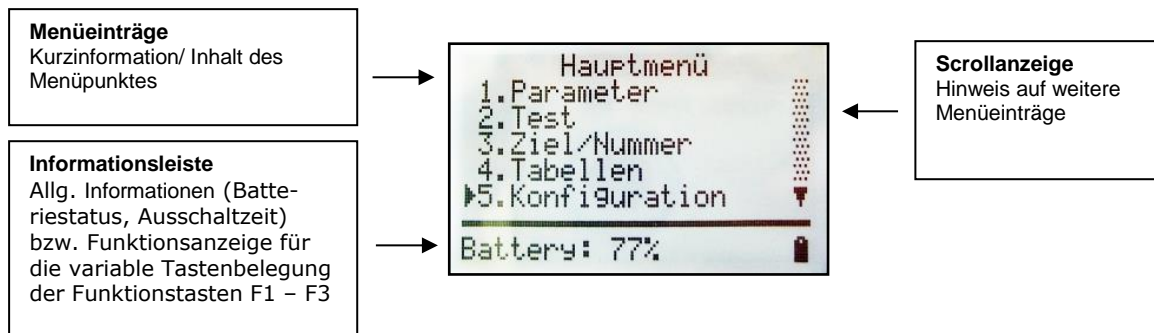 Menüeinträge
Kurzinformation/ Inhalt des
Menüpunktes
Informationsleiste
Allg. Informationen (Batte-
riestatus, Ausschaltzeit)
bzw. Funktionsanzeige für
die variable Tastenbelegung
der Funktionstasten F1 – F3
Hauptmenü
1.Parameter
2.Test
3.Ziel/Nummer
4.Tabellen
5.Konfiguration
Battery: 77%
Scrollanzeige
Hinweis auf weitere
Menüeinträge